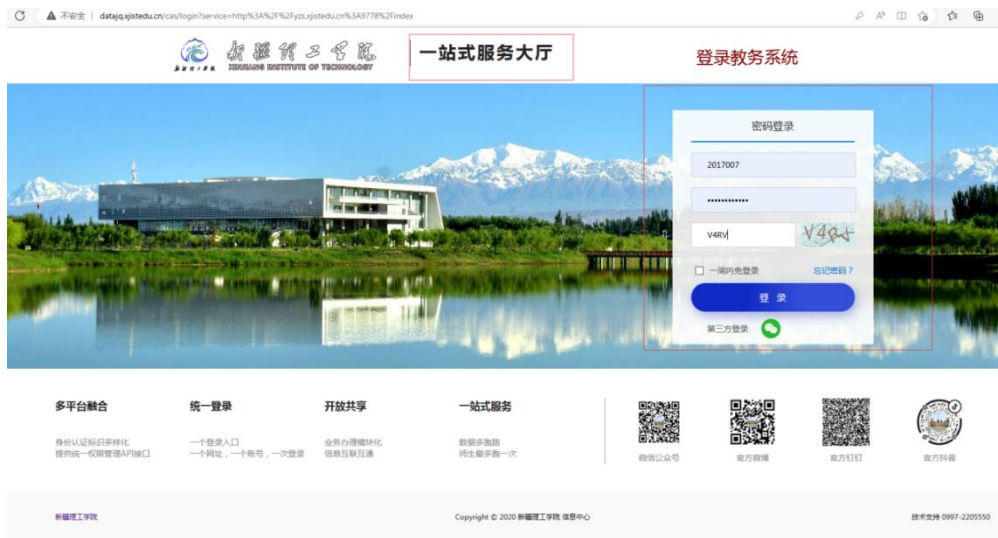 不安全 | datajq.xjistedu.cn/cas/login?service=http%3A%2F%2Fyzs.xjistedu.cn%3A9778%2Findex
新疆理工学院
XINJIANG INSTITUTE OF TECHNOLOGY
一站式服务大厅
登录教务系统
密码登录
2017007
••••••••••••
V4RV
一周内免登录 忘记密码？
登 录
第三方登录
多平台融合 统一登录 开放共享 一站式服务
身份认证标识多样化 一个登录入口 业务办理模块化 数据多跑路
提供统一权限管理API接口 一个网址，一个账号，一次登录 信息互联互通 师生最多跑一次
微信公众号 官方微博 官方钉钉 官方抖音
新疆理工学院 Copyright © 2020 新疆理工学院 信息中心 技术支持 0997-2205550